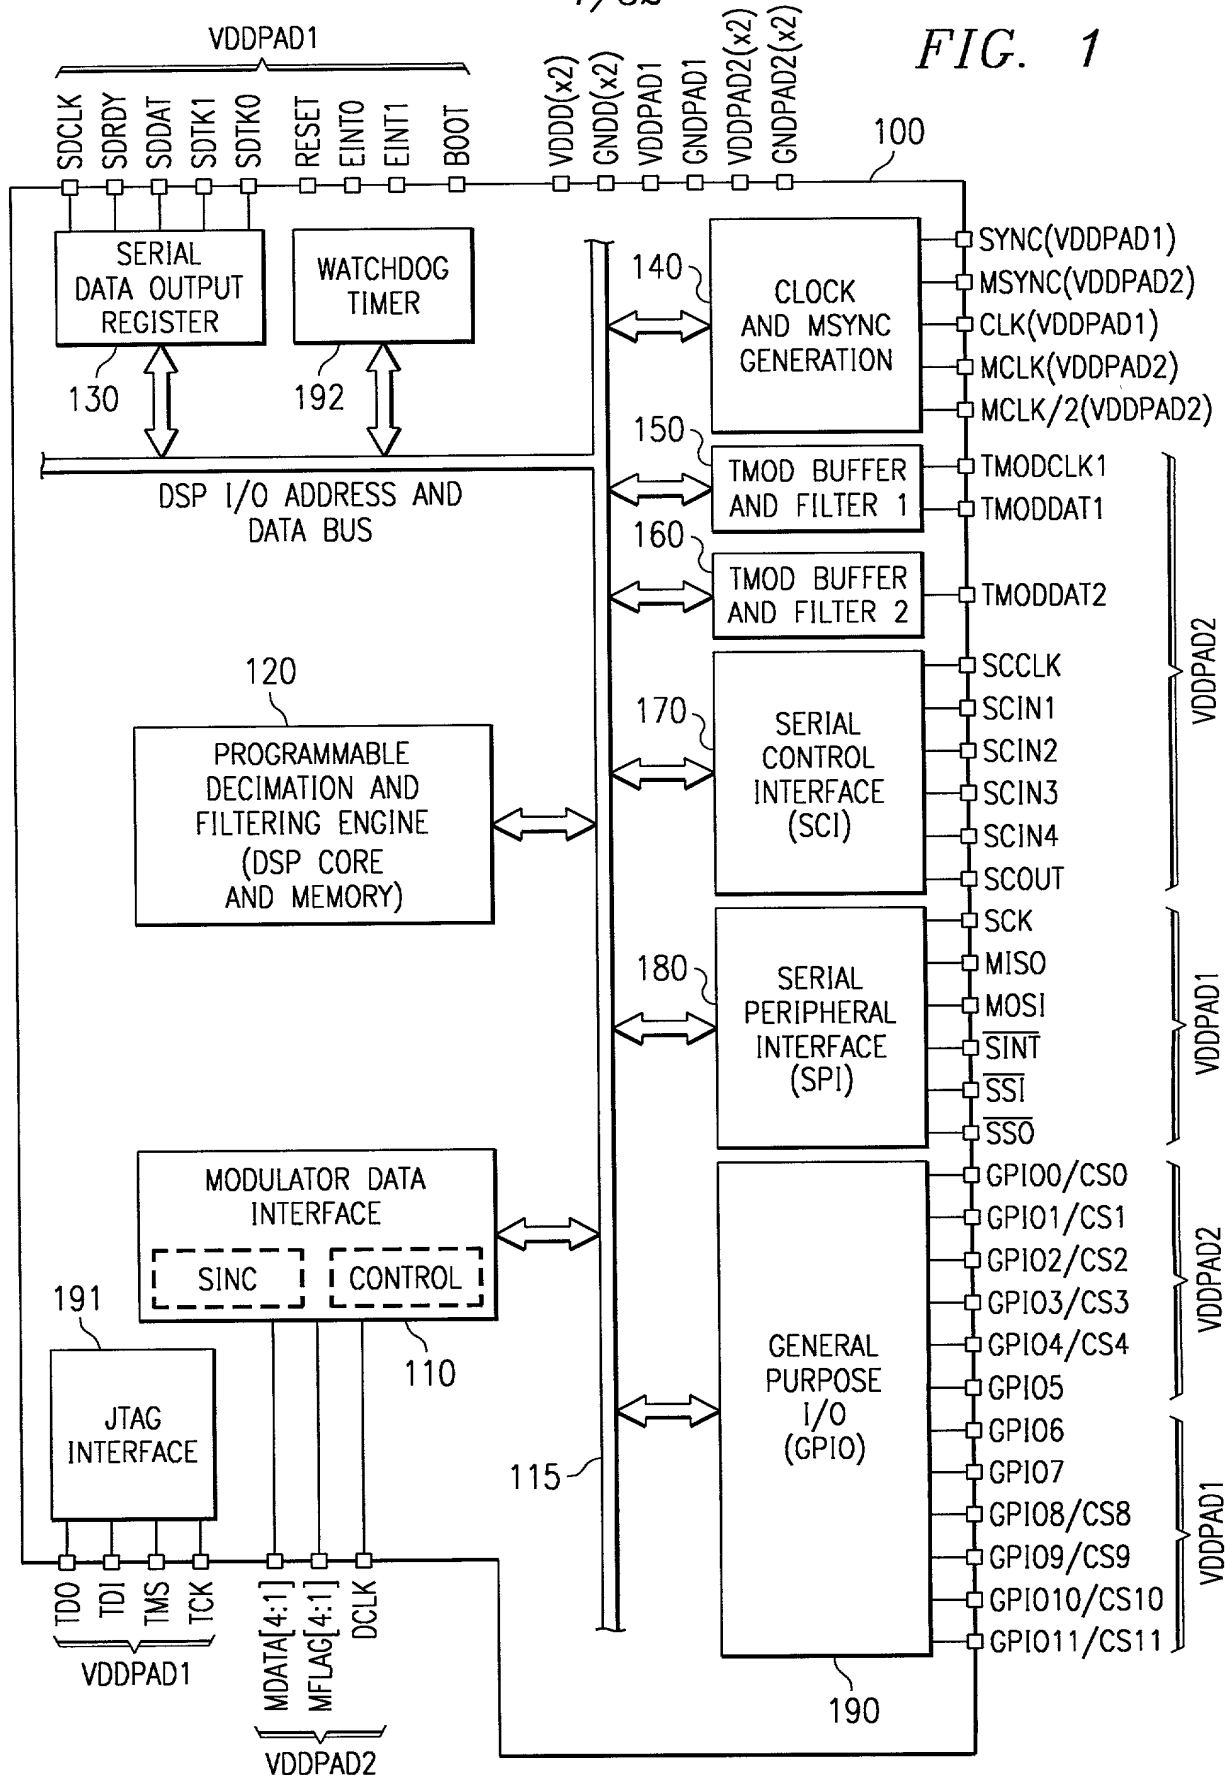 FIG. 1
VDDPAD1
SDCLK
SDRDY
SDDAT
SDTK1
SDTK0
RESET
EINT0
EINT1
BOOT
VDDD(x2)
GNDD(x2)
VDDPAD1
GNDPAD1
VDDPAD2(x2)
GNDPAD2(x2)
100
SERIAL
DATA OUTPUT
REGISTER
130
WATCHDOG
TIMER
192
DSP I/O ADDRESS AND
DATA BUS
140
CLOCK
AND MSYNC
GENERATION
SYNC(VDDPAD1)
MSYNC(VDDPAD2)
CLK(VDDPAD1)
MCLK(VDDPAD2)
MCLK/2(VDDPAD2)
150
TMOD BUFFER
AND FILTER 1
TMODCLK1
TMODDAT1
160
TMOD BUFFER
AND FILTER 2
TMODDAT2
120
PROGRAMMABLE
DECIMATION AND
FILTERING ENGINE
(DSP CORE
AND MEMORY)
170
SERIAL
CONTROL
INTERFACE
(SCI)
SCCLK
SCIN1
SCIN2
SCIN3
SCIN4
SCOUT
VDDPAD2
180
SERIAL
PERIPHERAL
INTERFACE
(SPI)
SCK
MISO
MOSI
SINT
SSI
SSO
VDDPAD1
MODULATOR DATA
INTERFACE
SINC
CONTROL
110
191
JTAG
INTERFACE
115
GENERAL
PURPOSE
I/O
(GPIO)
190
GPIO0/CS0
GPIO1/CS1
GPIO2/CS2
GPIO3/CS3
GPIO4/CS4
GPIO5
VDDPAD2
GPIO6
GPIO7
GPIO8/CS8
GPIO9/CS9
GPIO10/CS10
GPIO11/CS11
VDDPAD1
TDO
TDI
TMS
TCK
VDDPAD1
MDATA[4:1]
MFLAG[4:1]
DCLK
VDDPAD2